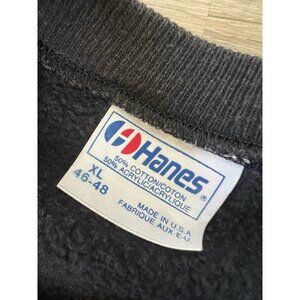 Hanes
50% COTTON/COTON
50% ACRYLIC/ACRYLIQUE
XL
46-48
MADE IN U.S.A.
FABRIQUE AUX E-U